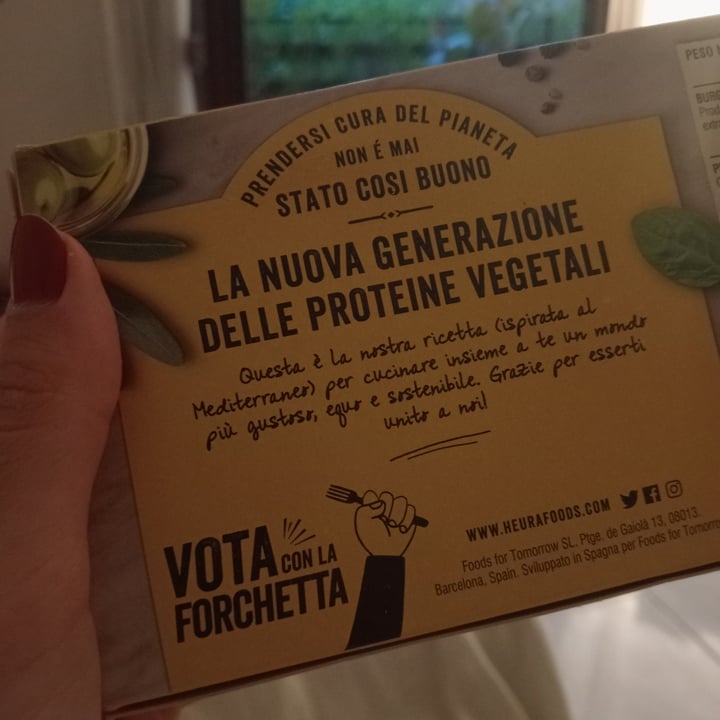 PRENDERSI CURA DEL PIANETA
NON É MAI
STATO COSI BUONO
LA NUOVA GENERAZIONE
DELLE PROTEINE VEGETALI
Questa è la nostra ricetta (ispirata al
Mediterraneo) per cucinare insieme a te un mondo
più gustoso, equo e sostenibile. Grazie per esserti
unito a noi!
VOTA
CON LA
FORCHETTA
WWW.HEURAFOODS.COM
Foods for Tomorrow SL. Ptge. de Gaiolà 13, 08013.
Barcelona, Spain. Sviluppato in Spagna per Foods for
PESO